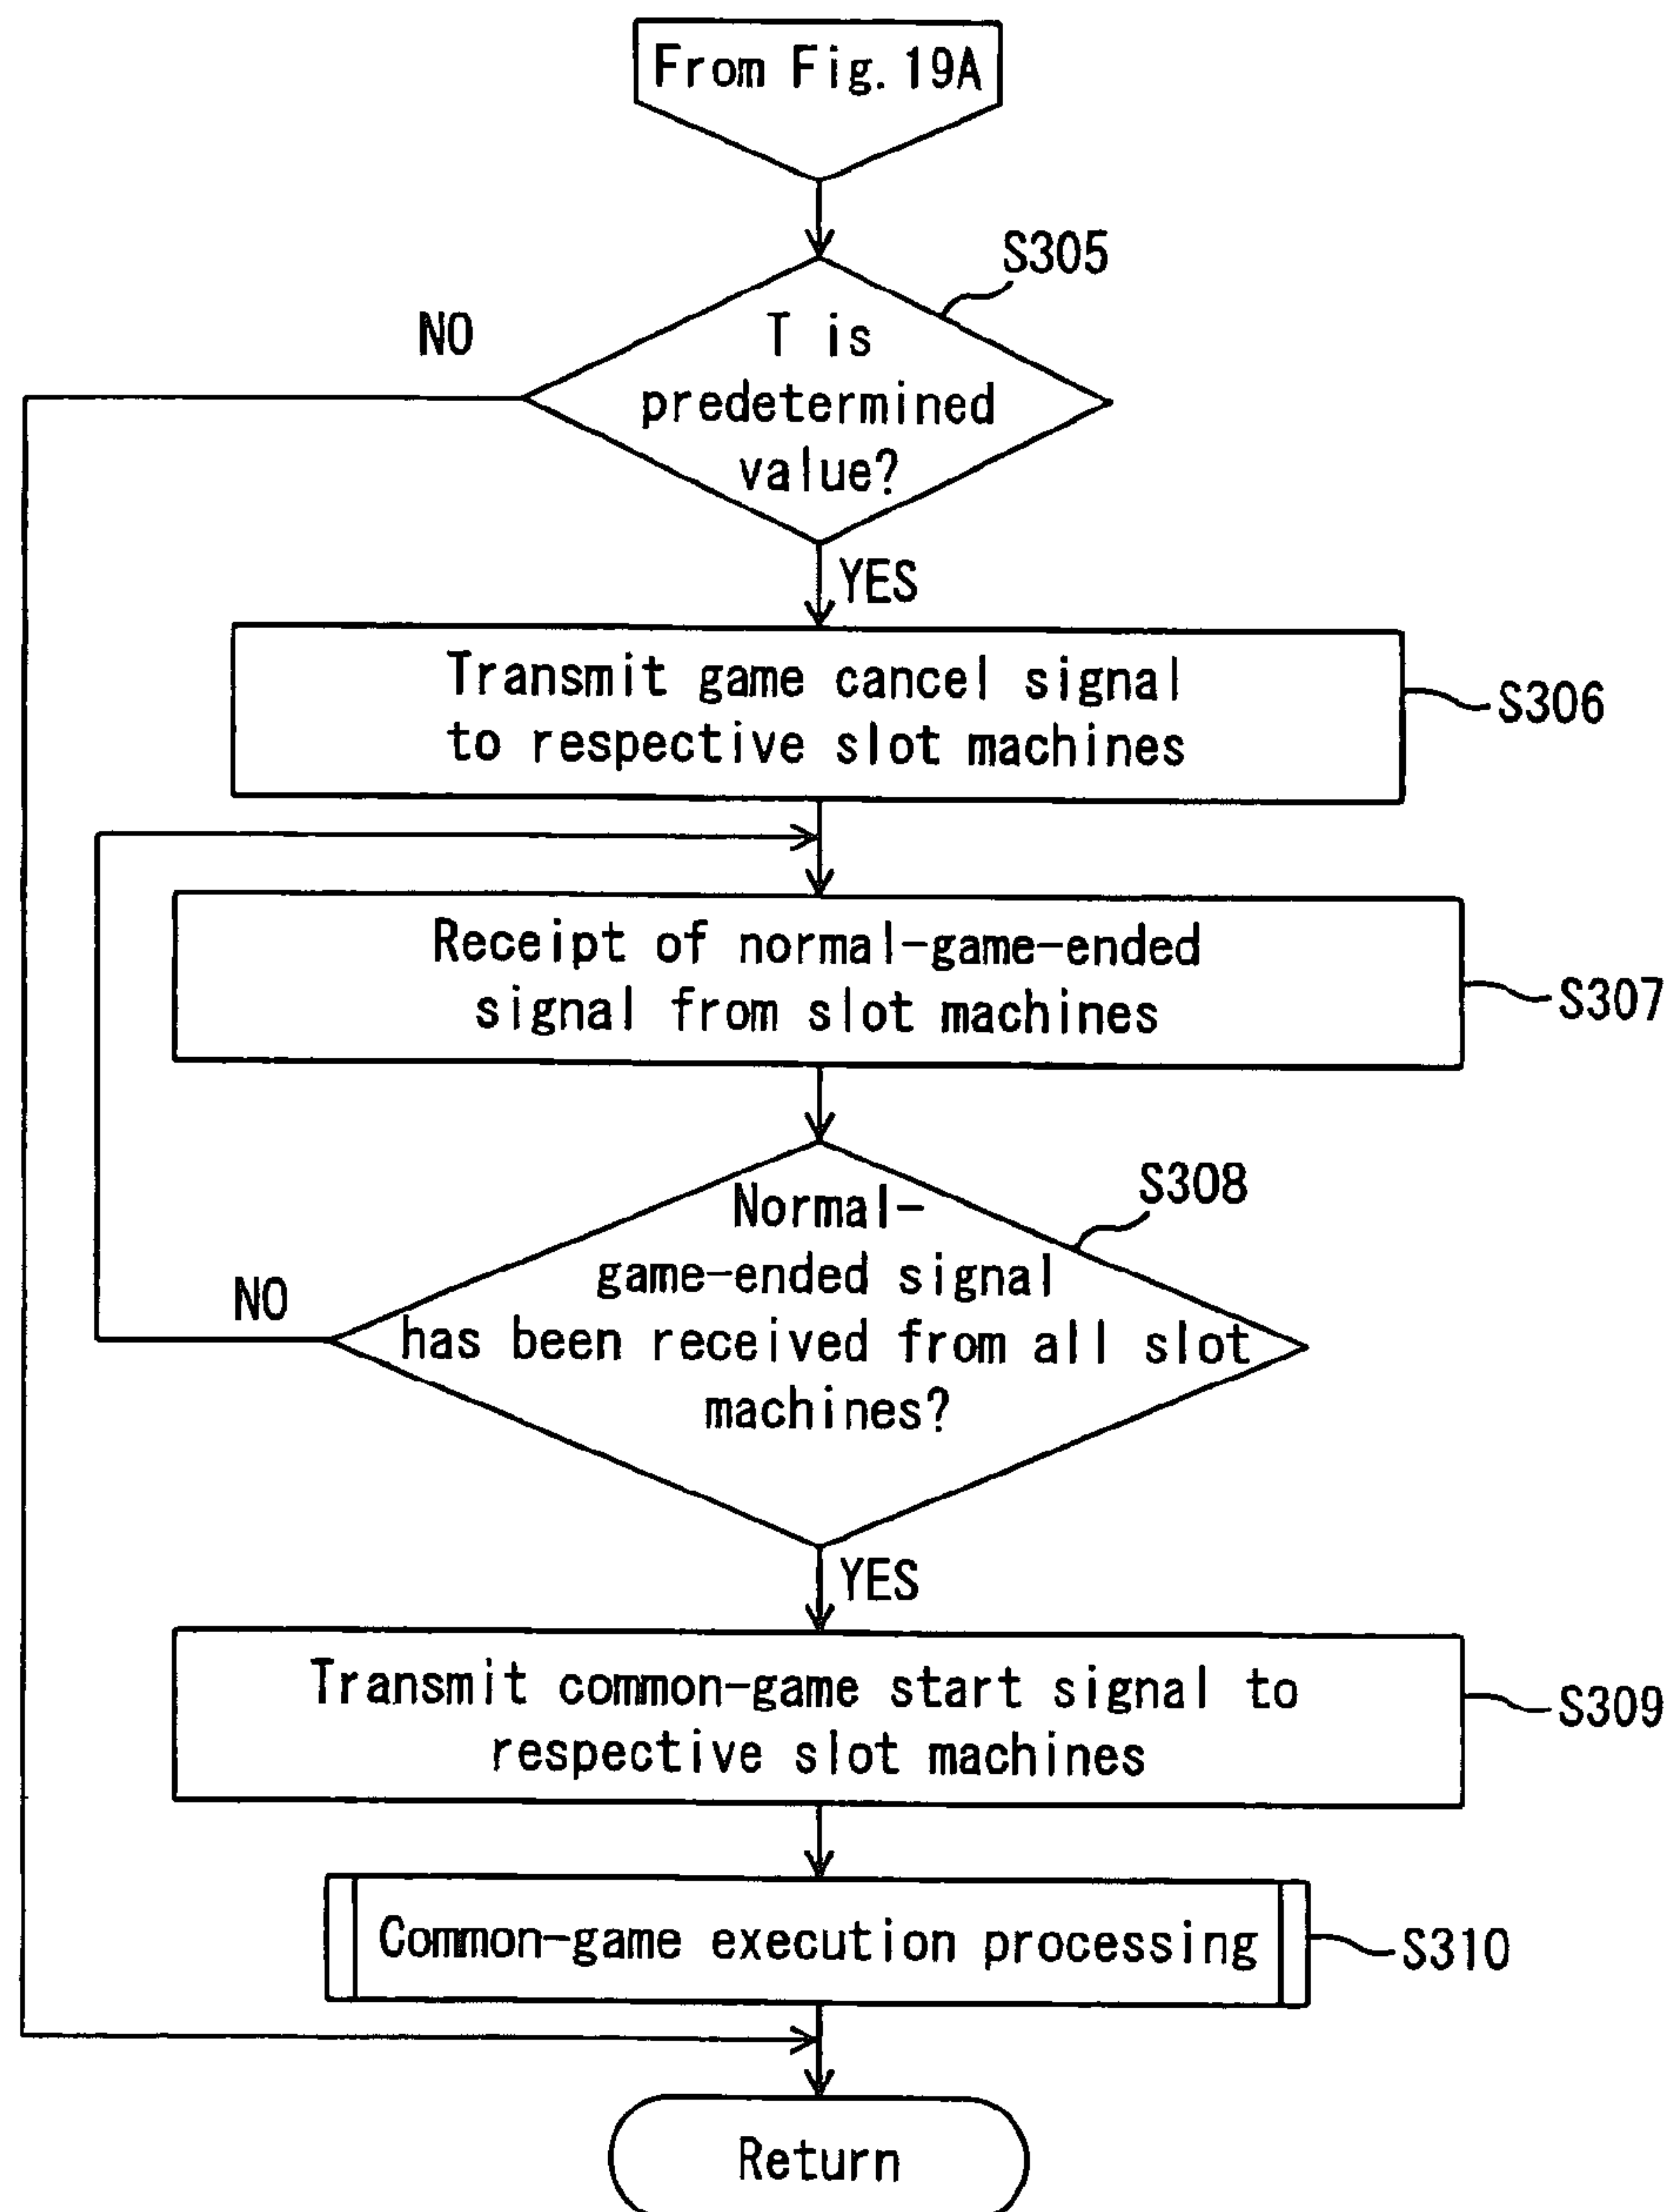 From Fig. 19A
S305
NO
T is
predetermined
value?
YES
Transmit game cancel signal
to respective slot machines
S306
Receipt of normal-game-ended
signal from slot machines
S307
S308
Normal-
game-ended signal
has been received from all slot
machines?
NO
YES
Transmit common-game start signal to
respective slot machines
S309
Common-game execution processing
S310
Return